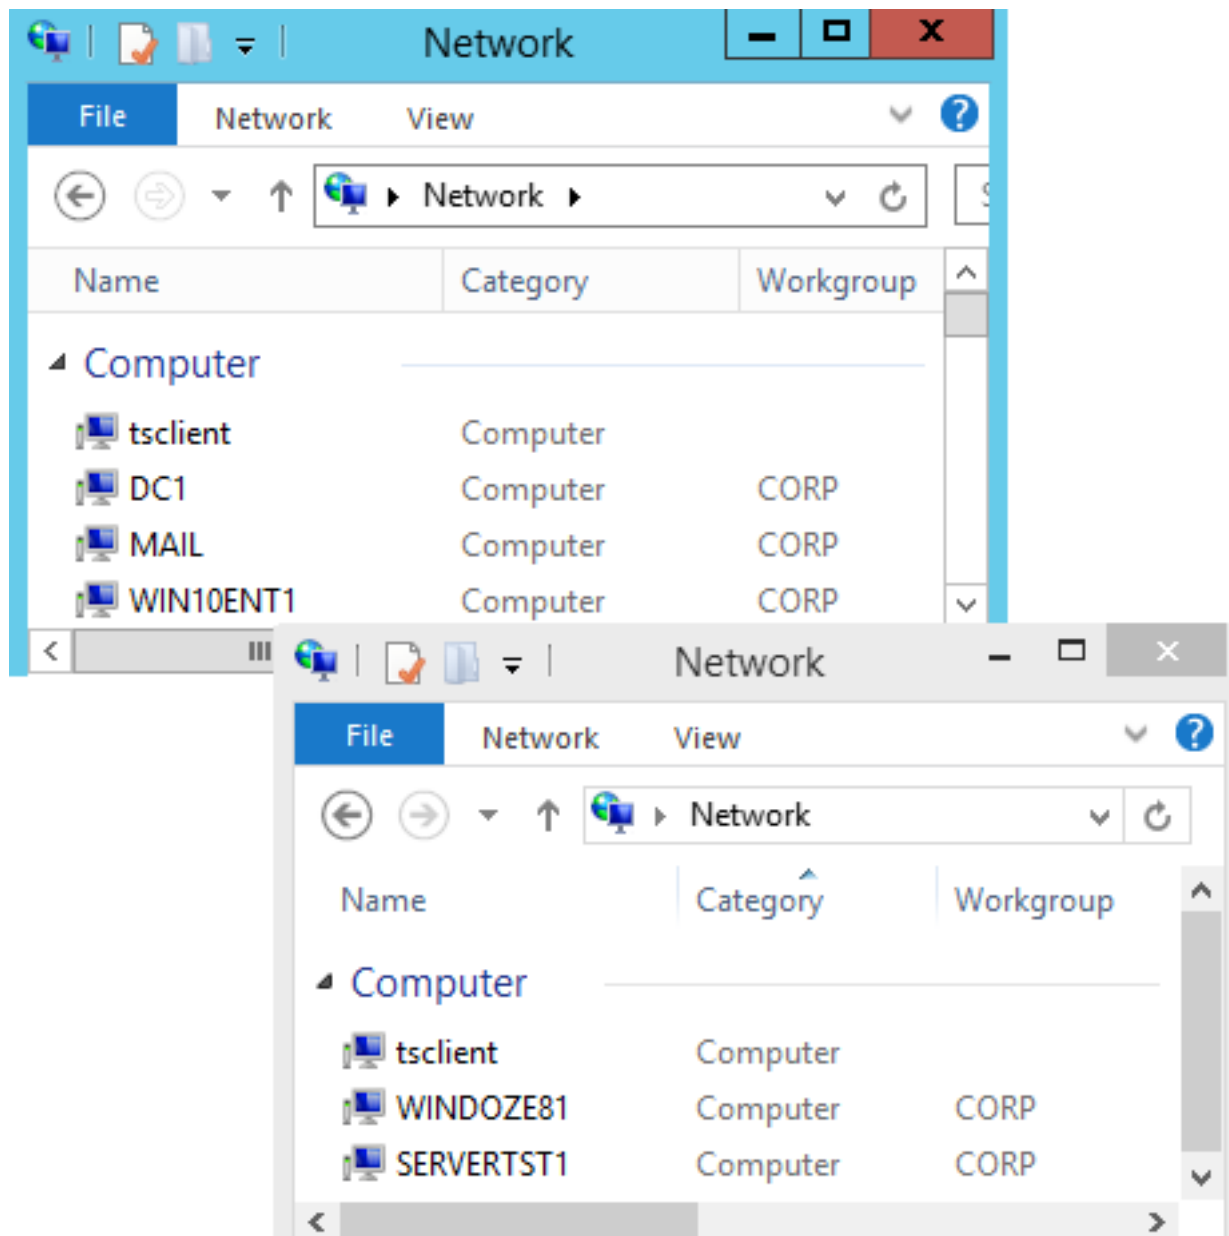 Network
File Network View
Network
Name Category Workgroup
Computer
tsclient Computer
DC1 Computer CORP
MAIL Computer CORP
WIN10ENT1 Computer CORP
Network
File Network View
Network
Name Category Workgroup
Computer
tsclient Computer
WINDOZE81 Computer CORP
SERVERTST1 Computer CORP